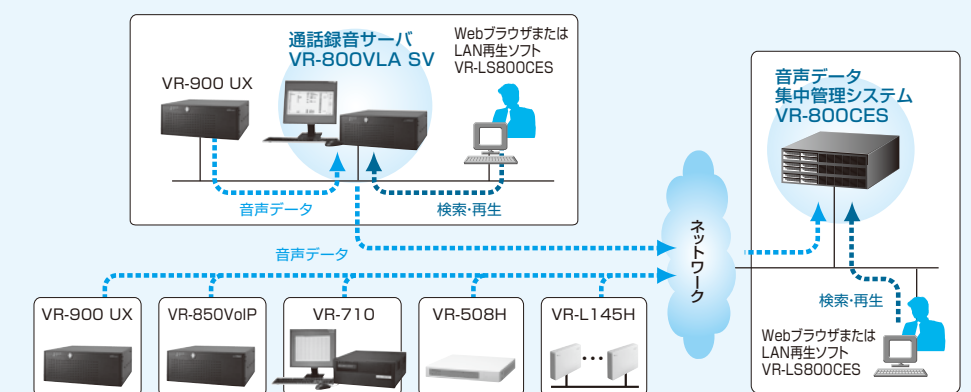 通話録音サーバ
VR-800VLA SV
VR-900 UX
Webブラウザまたは
LAN再生ソフト
VR-LS800CES
音声データ
検索・再生
音声データ
ネットワーク
音声データ
集中管理システム
VR-800CES
検索・再生
Webブラウザまたは
LAN再生ソフト
VR-LS800CES
VR-900 UX
VR-850VoIP
VR-710
VR-508H
VR-L145H